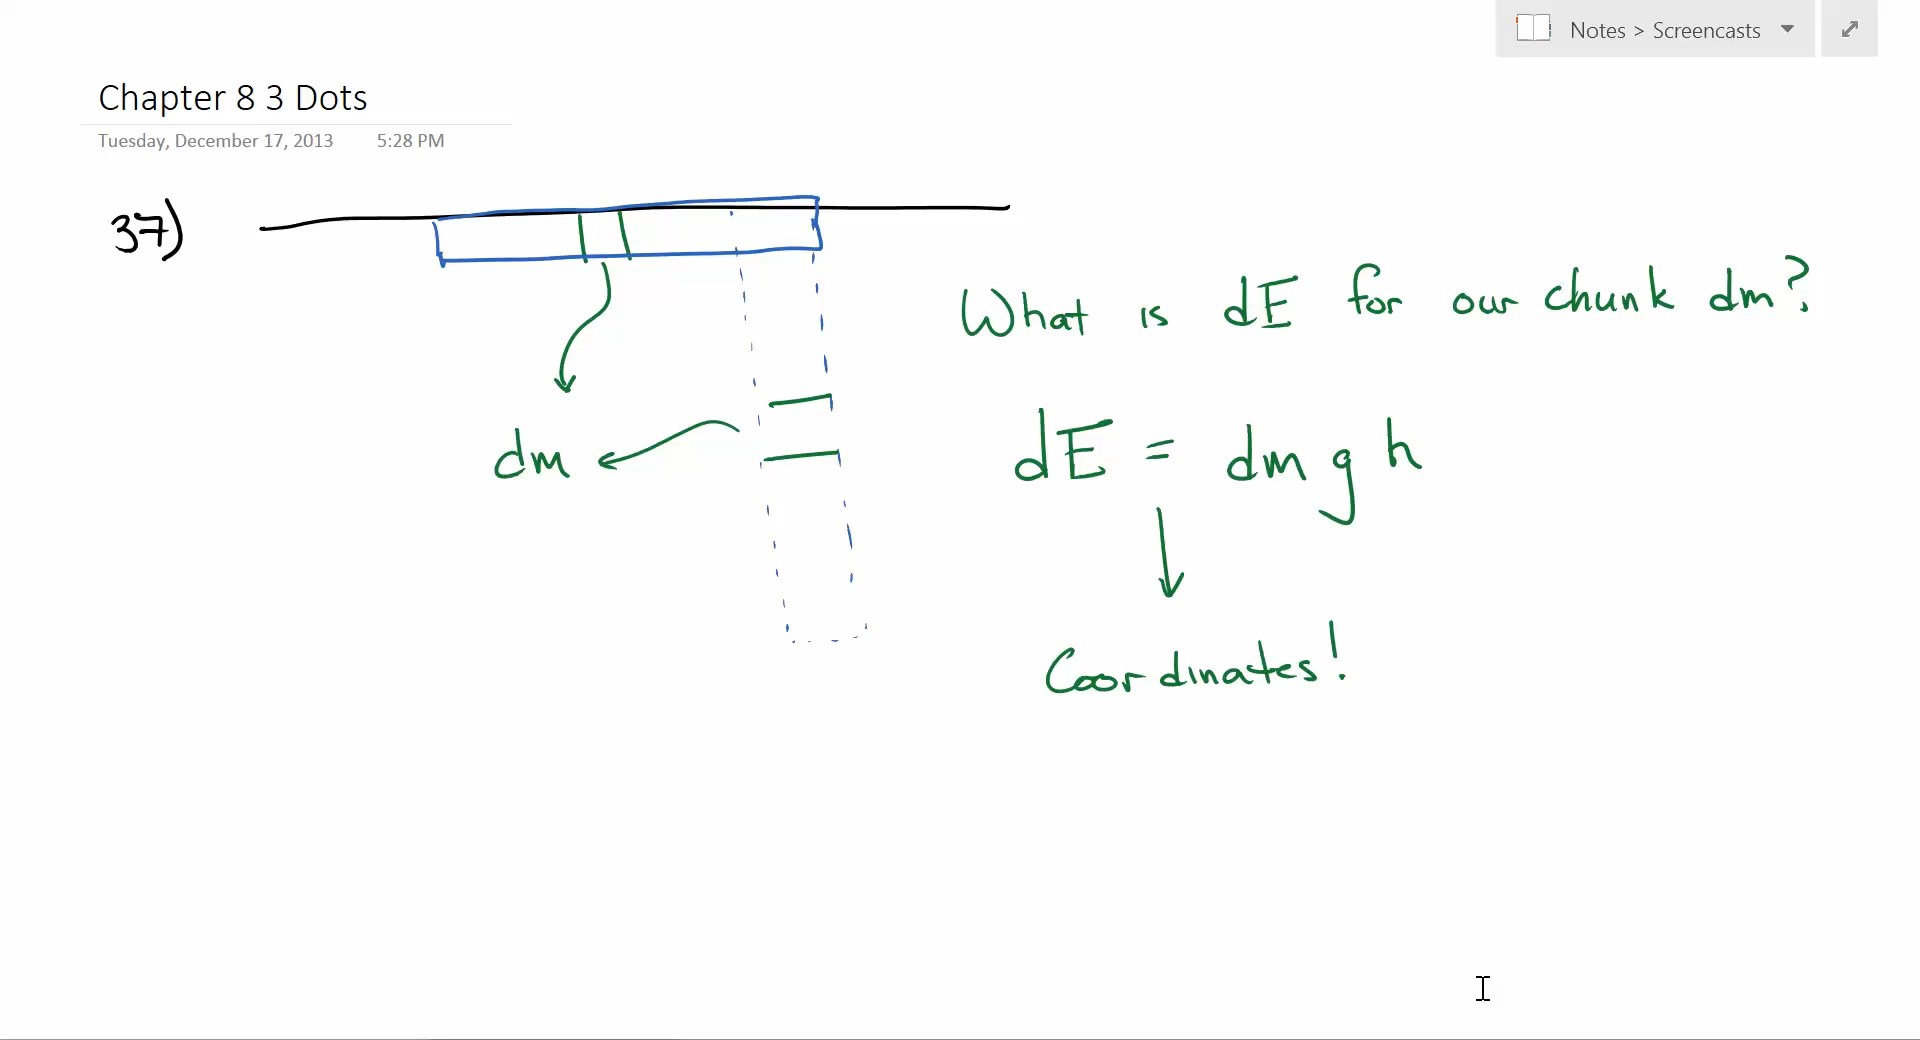 Notes > Screencasts
Chapter 8 3 Dots
Tuesday, December 17, 2013 5:28 PM
37)
What is dE for our chunk dm?
dm
dE = dm g h
Coordinates!